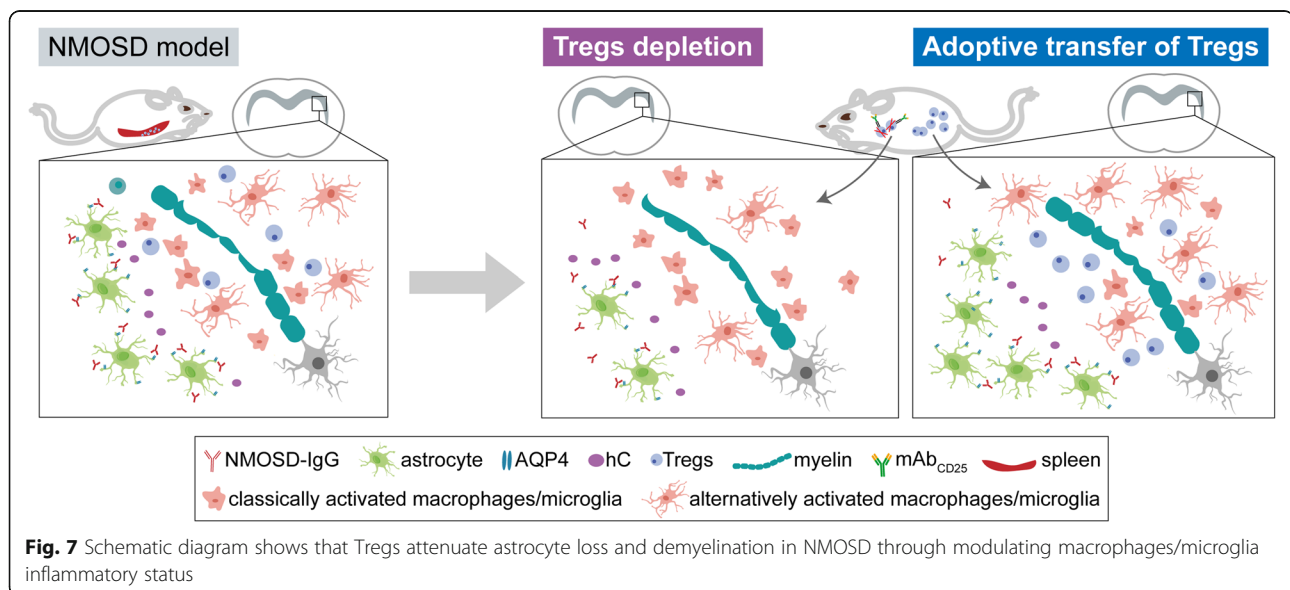 NMOSD model
Tregs depletion
Adoptive transfer of Tregs
NMOSD-IgG astrocyte AQP4 hC Tregs myelin mAbCD25 spleen
classically activated macrophages/microglia alternatively activated macrophages/microglia
Fig. 7 Schematic diagram shows that Tregs attenuate astrocyte loss and demyelination in NMOSD through modulating macrophages/microglia
inflammatory status